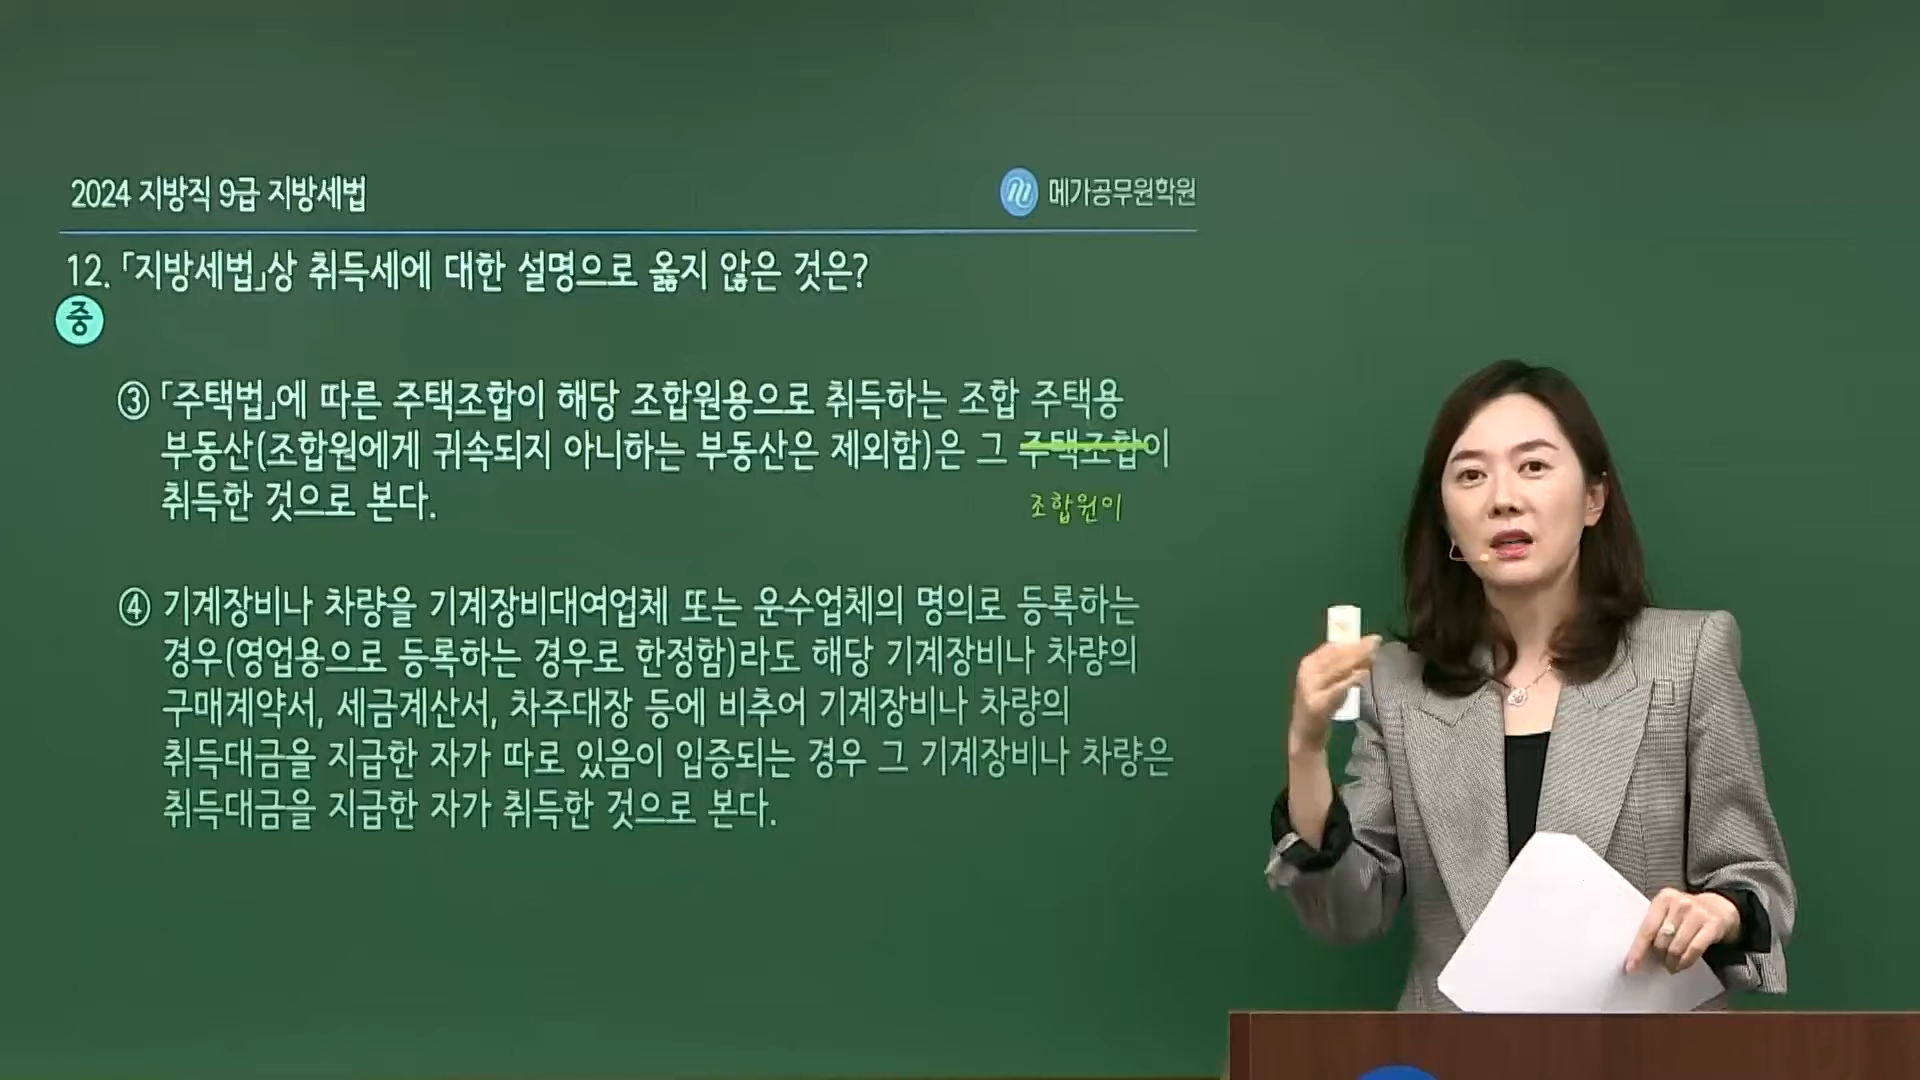 2024 지방직 9급 지방세법
메가공무원학원
12. 「지방세법」상 취득세에 대한 설명으로 옳지 않은 것은?
중
③ 「주택법」에 따른 주택조합이 해당 조합원용으로 취득하는 조합 주택용
부동산(조합원에게 귀속되지 아니하는 부동산은 제외함)은 그 주택조합이
취득한 것으로 본다.
조합원이
④ 기계장비나 차량을 기계장비대여업체 또는 운수업체의 명의로 등록하는
경우(영업용으로 등록하는 경우로 한정함)라도 해당 기계장비나 차량의
구매계약서, 세금계산서, 차주대장 등에 비추어 기계장비나 차량의
취득대금을 지급한 자가 따로 있음이 입증되는 경우 그 기계장비나 차량은
취득대금을 지급한 자가 취득한 것으로 본다.